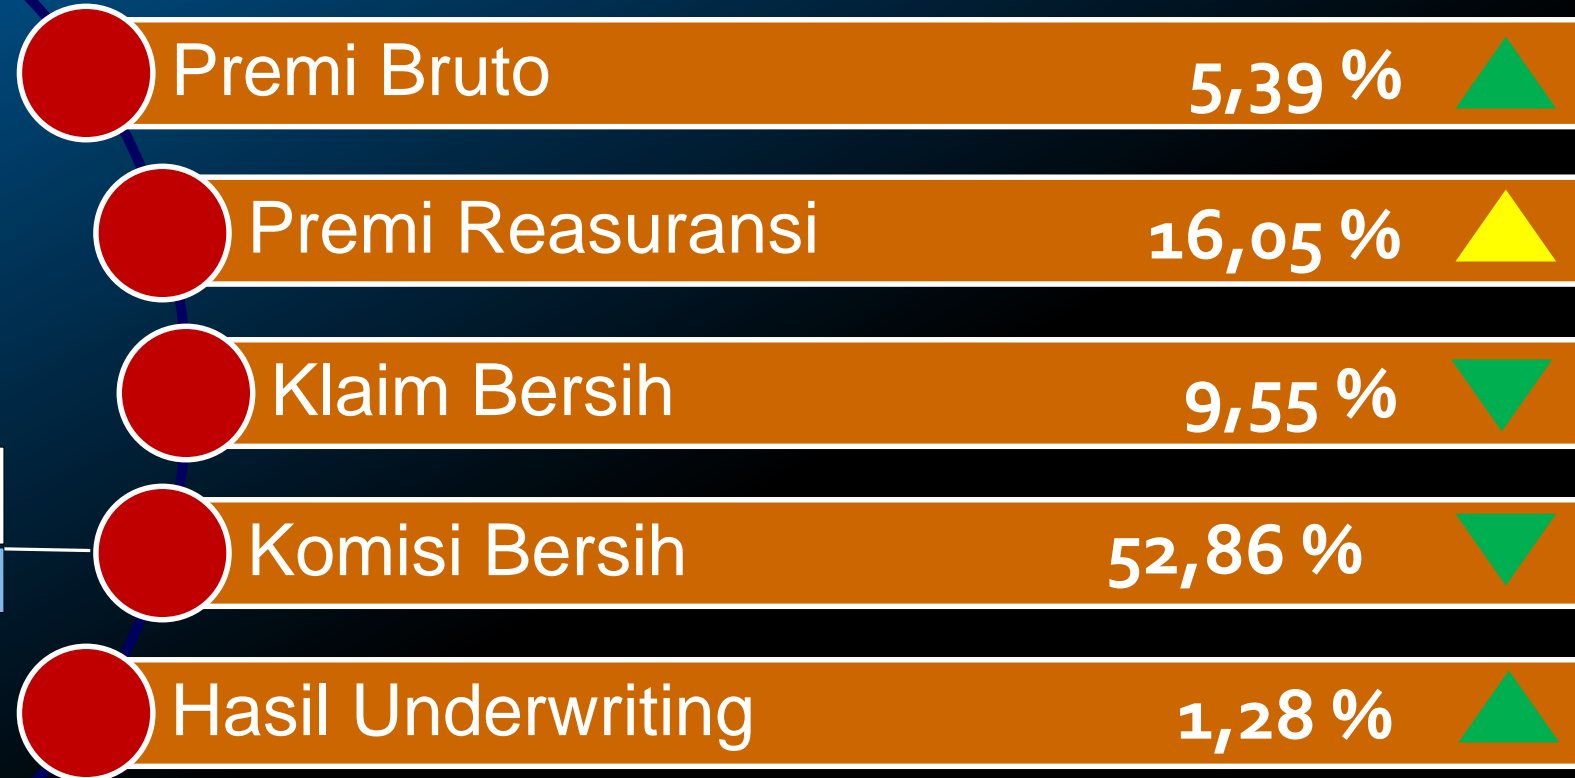 Premi Bruto 5,39 %
Premi Reasuransi 16,05 %
Klaim Bersih 9,55 %
Komisi Bersih 52,86 %
Hasil Underwriting 1,28 %